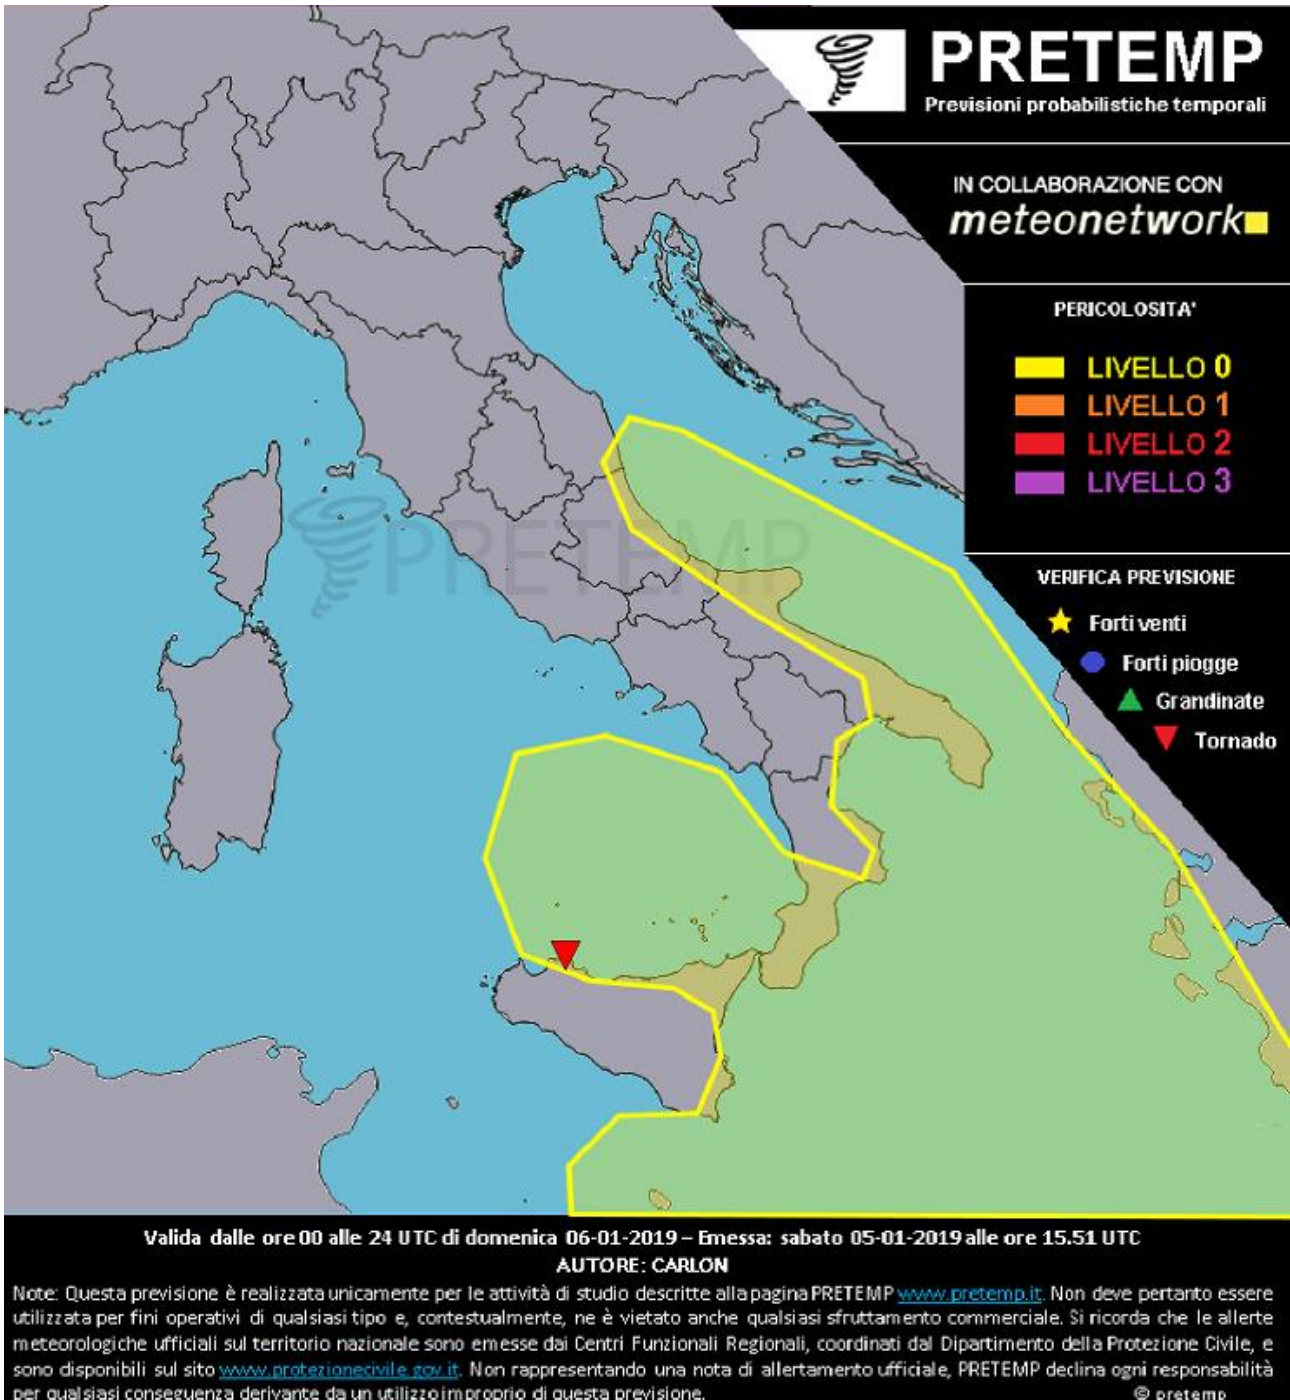 PRETEMP
Previsioni probabilistiche temporali
IN COLLABORAZIONE CON
meteonetwork
PERICOLOSITA'
LIVELLO 0
LIVELLO 1
LIVELLO 2
LIVELLO 3
PRETEMP
VERIFICA PREVISIONE
Forti venti
Forti piogge
Grandinate
Tornado
Valida dalle ore 00 alle 24 UTC di domenica 06-01-2019 – Emessa: sabato 05-01-2019 alle ore 15.51 UTC
AUTORE: CARLON
Note: Questa previsione è realizzata unicamente per le attività di studio descritte alla pagina PRETEMP www.pretemp.it. Non deve pertanto essere
utilizzata per fini operativi di qualsiasi tipo e, contestualmente, ne è vietato anche qualsiasi sfruttamento commerciale. Si ricorda che le allerte
meteorologiche ufficiali sul territorio nazionale sono emesse dai Centri Funzionali Regionali, coordinati dal Dipartimento della Protezione Civile, e
sono disponibili sul sito www.protezionecivile.gov.it. Non rappresentando una nota di allertamento ufficiale, PRETEMP declina ogni responsabilità
per qualsiasi conseguenza derivante da un utilizzo improprio di questa previsione. © pretemp